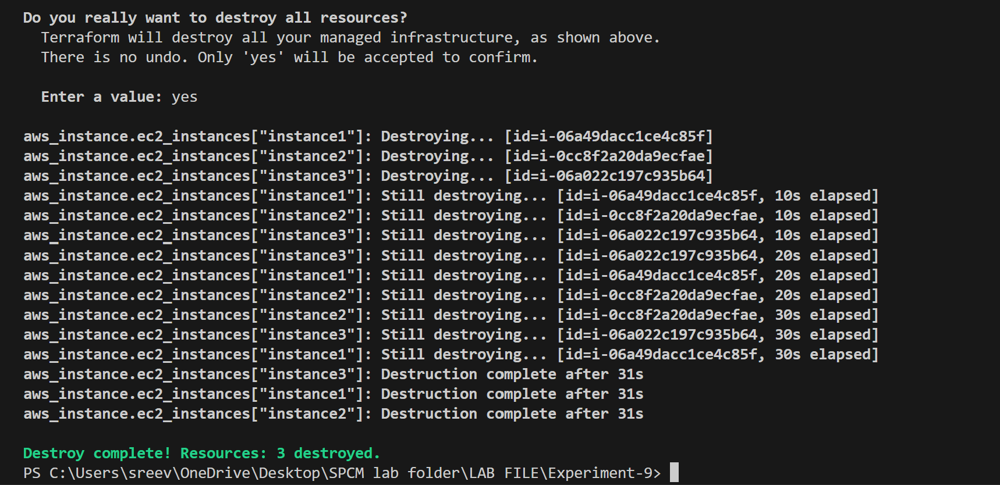 Do you really want to destroy all resources?
  Terraform will destroy all your managed infrastructure, as shown above.
  There is no undo. Only 'yes' will be accepted to confirm.

  Enter a value: yes

aws_instance.ec2_instances["instance1"]: Destroying... [id=i-06a49dacc1ce4c85f]
aws_instance.ec2_instances["instance2"]: Destroying... [id=i-0cc8f2a20da9ecfae]
aws_instance.ec2_instances["instance3"]: Destroying... [id=i-06a022c197c935b64]
aws_instance.ec2_instances["instance1"]: Still destroying... [id=i-06a49dacc1ce4c85f, 10s elapsed]
aws_instance.ec2_instances["instance2"]: Still destroying... [id=i-0cc8f2a20da9ecfae, 10s elapsed]
aws_instance.ec2_instances["instance3"]: Still destroying... [id=i-06a022c197c935b64, 10s elapsed]
aws_instance.ec2_instances["instance3"]: Still destroying... [id=i-06a022c197c935b64, 20s elapsed]
aws_instance.ec2_instances["instance1"]: Still destroying... [id=i-06a49dacc1ce4c85f, 20s elapsed]
aws_instance.ec2_instances["instance2"]: Still destroying... [id=i-0cc8f2a20da9ecfae, 20s elapsed]
aws_instance.ec2_instances["instance2"]: Still destroying... [id=i-0cc8f2a20da9ecfae, 30s elapsed]
aws_instance.ec2_instances["instance3"]: Still destroying... [id=i-06a022c197c935b64, 30s elapsed]
aws_instance.ec2_instances["instance1"]: Still destroying... [id=i-06a49dacc1ce4c85f, 30s elapsed]
aws_instance.ec2_instances["instance3"]: Destruction complete after 31s
aws_instance.ec2_instances["instance1"]: Destruction complete after 31s
aws_instance.ec2_instances["instance2"]: Destruction complete after 31s

Destroy complete! Resources: 3 destroyed.
PS C:\Users\sreev\OneDrive\Desktop\SPCM lab folder\LAB FILE\Experiment-9>